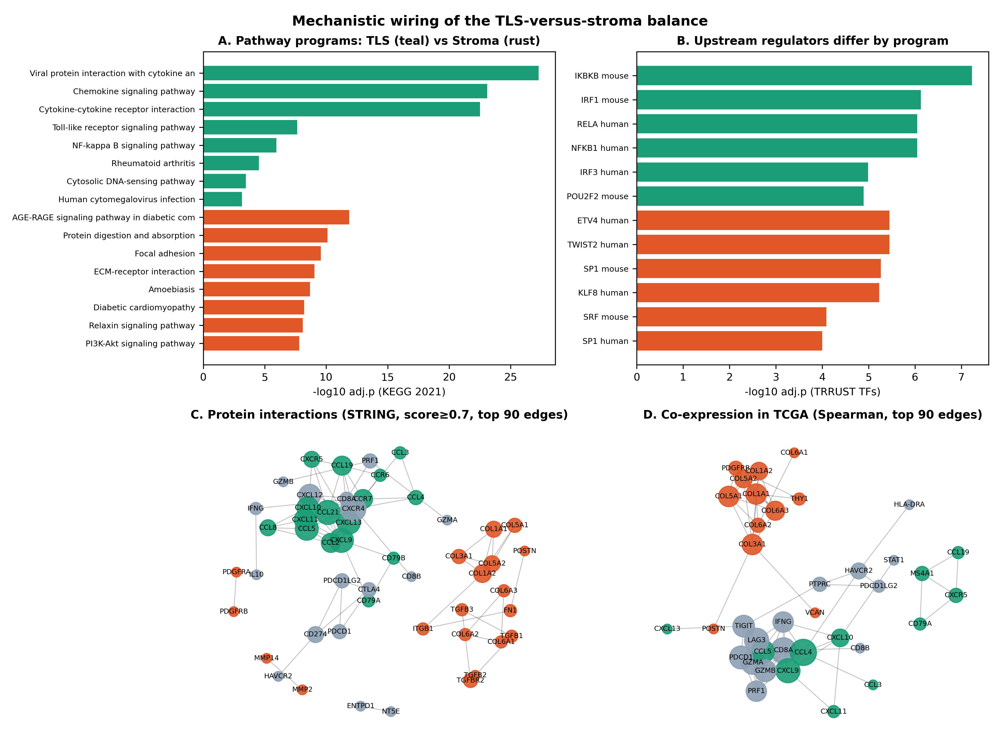 Mechanistic wiring of the TLS-versus-stroma balance
A. Pathway programs: TLS (teal) vs Stroma (rust)
Viral protein interaction with cytokine an
Chemokine signaling pathway
Cytokine-cytokine receptor interaction
Toll-like receptor signaling pathway
NF-kappa B signaling pathway
Rheumatoid arthritis
Cytosolic DNA-sensing pathway
Human cytomegalovirus infection
AGE-RAGE signaling pathway in diabetic com
Protein digestion and absorption
Focal adhesion
ECM-receptor interaction
Amoebiasis
Diabetic cardiomyopathy
Relaxin signaling pathway
PI3K-Akt signaling pathway
0 5 10 15 20 25
-log10 adj.p (KEGG 2021)
B. Upstream regulators differ by program
IKBKB mouse
IRF1 mouse
RELA human
NFKB1 human
IRF3 human
POU2F2 mouse
ETV4 human
TWIST2 human
SP1 mouse
KLF8 human
SRF mouse
SP1 human
0 1 2 3 4 5 6 7
-log10 adj.p (TRRUST TFs)
C. Protein interactions (STRING, score≥0.7, top 90 edges)
CCL3
CXCR5
PRF1
CCL19
CCR6
GZMB
CXCL12
CD8A
CCR7
CCL4
CXCL10
IFNG
CXCR4
CCL21
CXCL11
GZMA
CXCL13
CCL8
CCL5
COL1A1
COL5A1
CXCL9
CCL2
POSTN
COL3A1
CD79B
COL5A2
PDGFRA
IL10
COL1A2
CD8B
PDCD1LG2
CTLA4
COL6A3
CD79A
TGFB3
FN1
PDGFRB
ITGB1
PDCD1
CD274
COL6A2
TGFB1
COL6A1
MMP14
HAVCR2
TGFB2
TGFBR2
MMP2
ENTPD1
NT5E
D. Co-expression in TCGA (Spearman, top 90 edges)
COL6A1
PDGFRB
COL1A2
COL5A2
COL1A1
COL5A1
THY1
HLA-DRA
COL6A3
COL6A2
COL3A1
CCL19
STAT1
HAVCR2
MS4A1
PTPRC
PDCD1LG2
CXCR5
VCAN
IFNG
CD79A
TIGIT
CXCL13
POSTN
CXCL10
LAG3
CD8B
CD8A
CCL5
CCL4
PDCD1
GZMA
GZMB
CXCL9
CCL3
PRF1
CXCL11